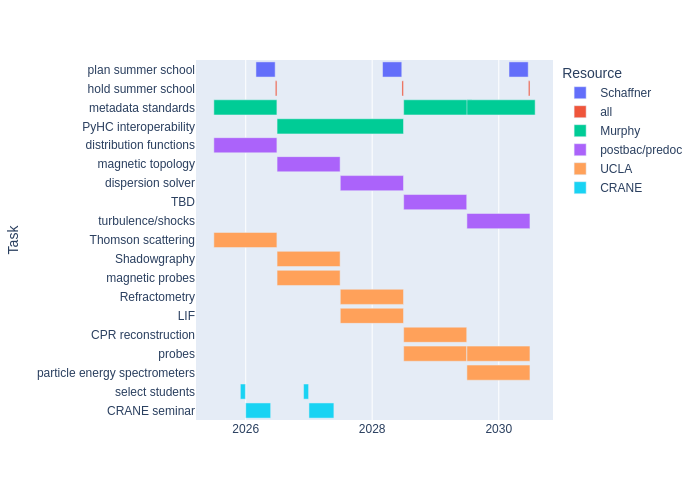 plan summer school
hold summer school
metadata standards
PyHC interoperability
distribution functions
magnetic topology
dispersion solver
TBD
turbulence/shocks
Thomson scattering
Shadowgraphy
magnetic probes
Refractometry
LIF
CPR reconstruction
probes
particle energy spectrometers
select students
CRANE seminar
Task
2026 2028 2030
Resource
Schaffner
all
Murphy
postbac/predoc
UCLA
CRANE